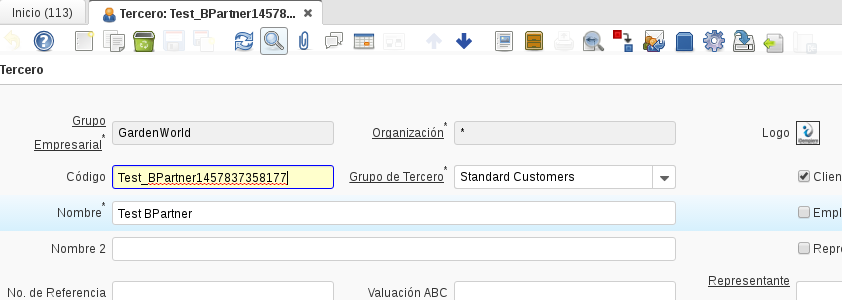 Inicio (113)
Tercero: Test_BPartner14578...
Tercero
Grupo Empresarial*
GardenWorld
Organización*
*
Logo
Código
Test_BPartner1457837358177
Grupo de Tercero*
Standard Customers
Clien
Nombre*
Test BPartner
Empl
Nombre 2
Repre
No. de Referencia
Valuación ABC
Representante